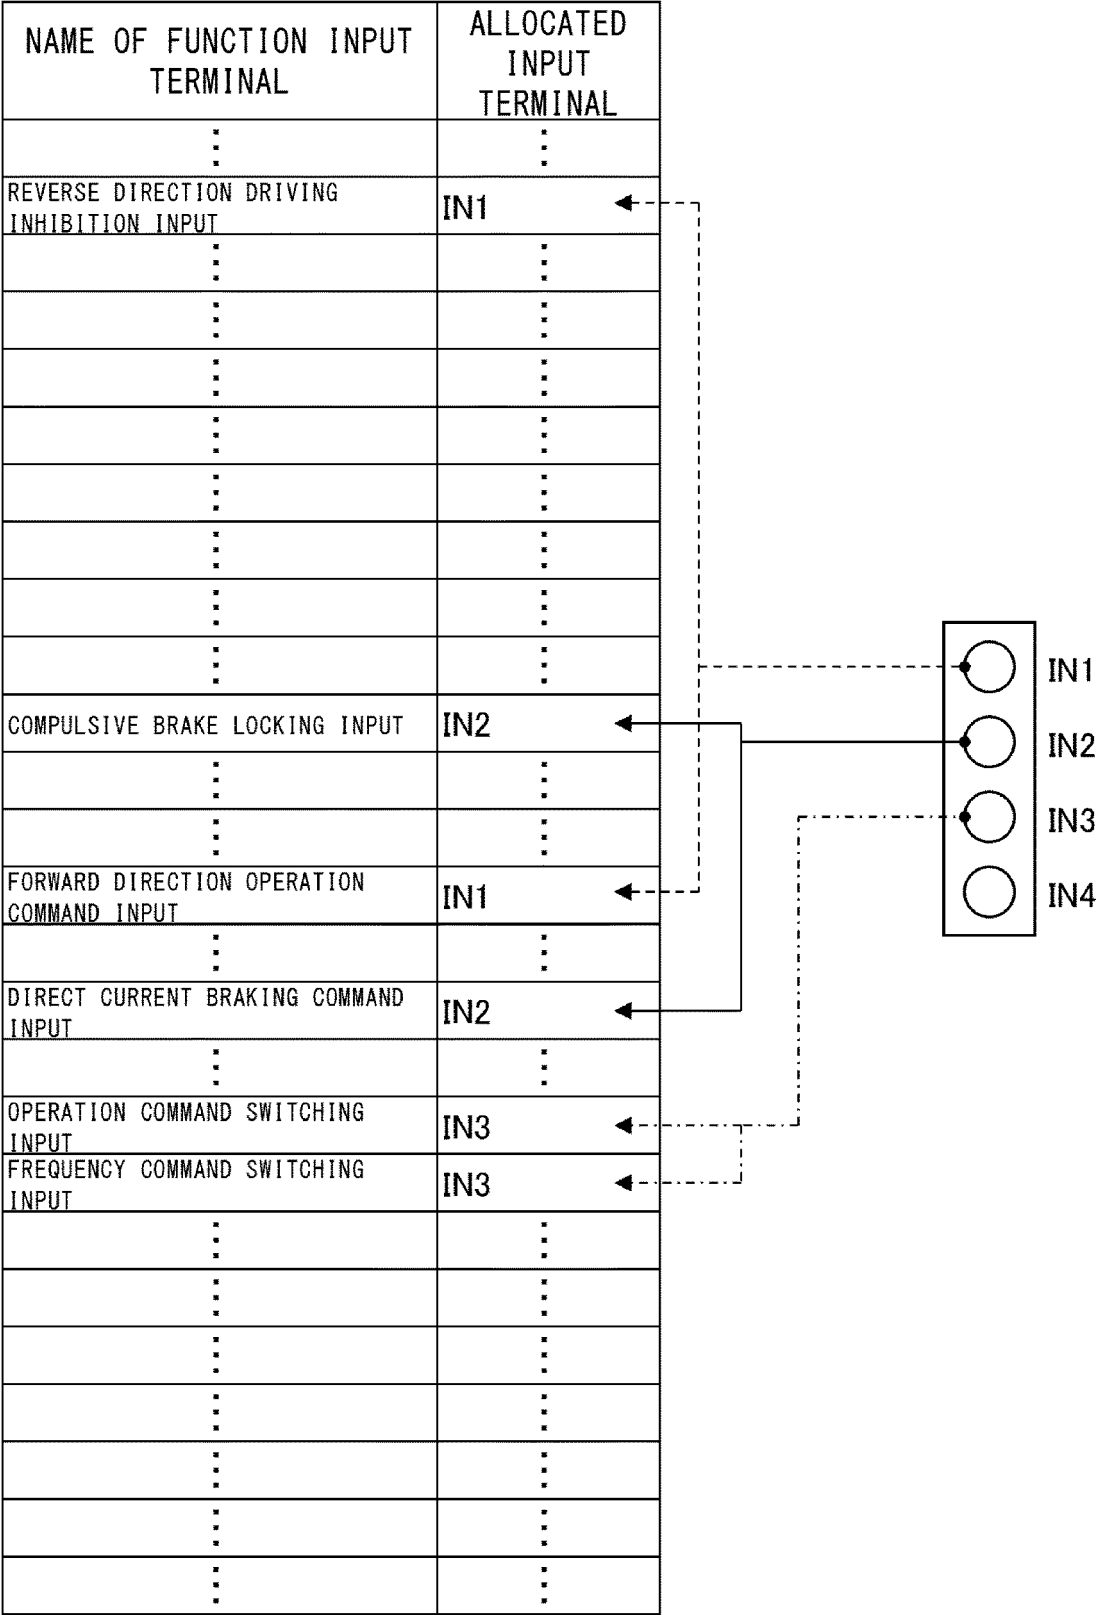 NAME OF FUNCTION INPUT
TERMINAL
ALLOCATED
INPUT
TERMINAL
REVERSE DIRECTION DRIVING
INHIBITION INPUT
IN1
COMPULSIVE BRAKE LOCKING INPUT
IN2
FORWARD DIRECTION OPERATION
COMMAND INPUT
IN1
DIRECT CURRENT BRAKING COMMAND
INPUT
IN2
OPERATION COMMAND SWITCHING
INPUT
IN3
FREQUENCY COMMAND SWITCHING
INPUT
IN3
IN1
IN2
IN3
IN4